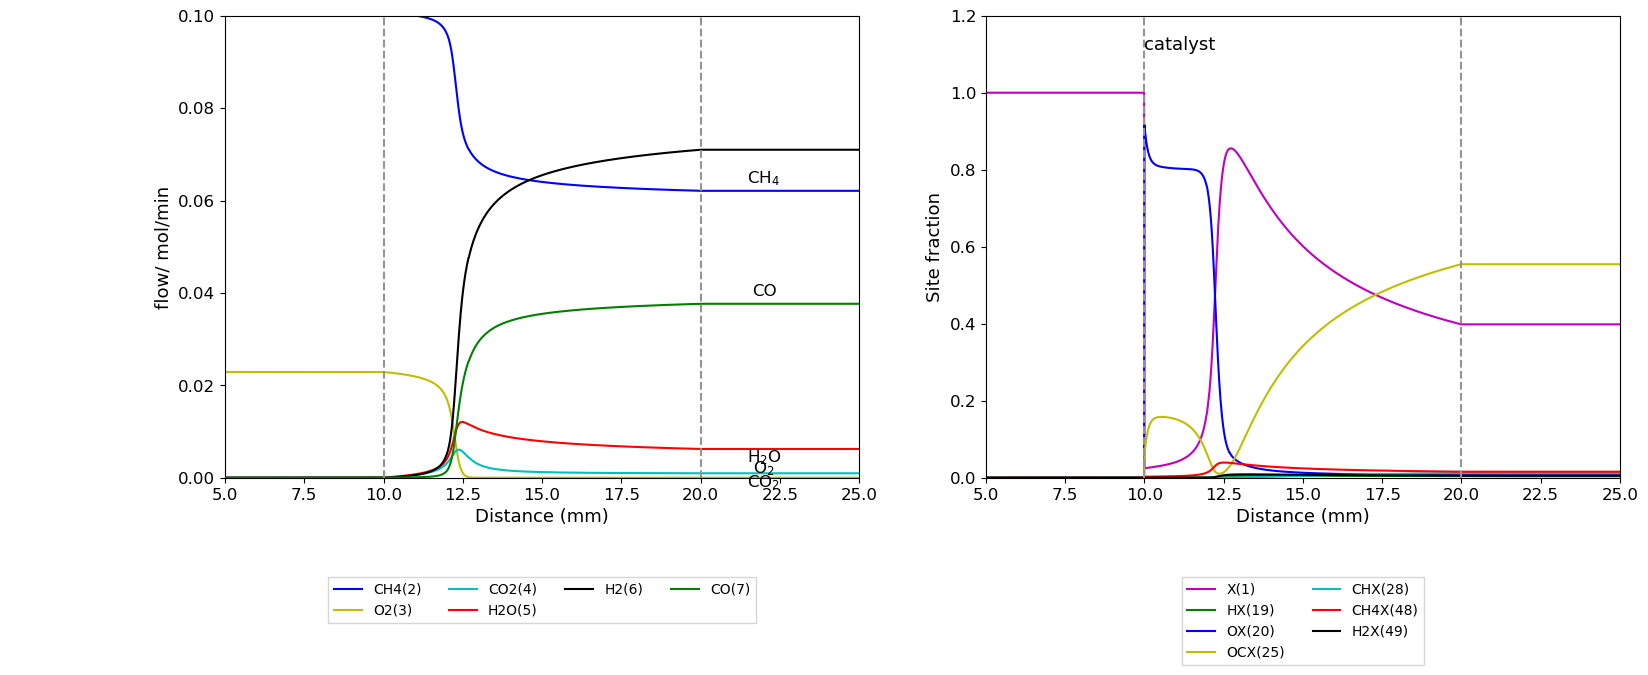 0.10
0.08
0.06
0.04
0.02
0.00
flow/ mol/min
CH4
CO
H2O
O2
CO2
5.0 7.5 10.0 12.5 15.0 17.5 20.0 22.5 25.0
Distance (mm)
CH4(2) CO2(4) H2(6) CO(7)
O2(3) H2O(5)
1.2
1.0
0.8
0.6
0.4
0.2
0.0
Site fraction
catalyst
5.0 7.5 10.0 12.5 15.0 17.5 20.0 22.5 25.0
Distance (mm)
X(1) CHX(28)
HX(19) CH4X(48)
OX(20) H2X(49)
OCX(25)